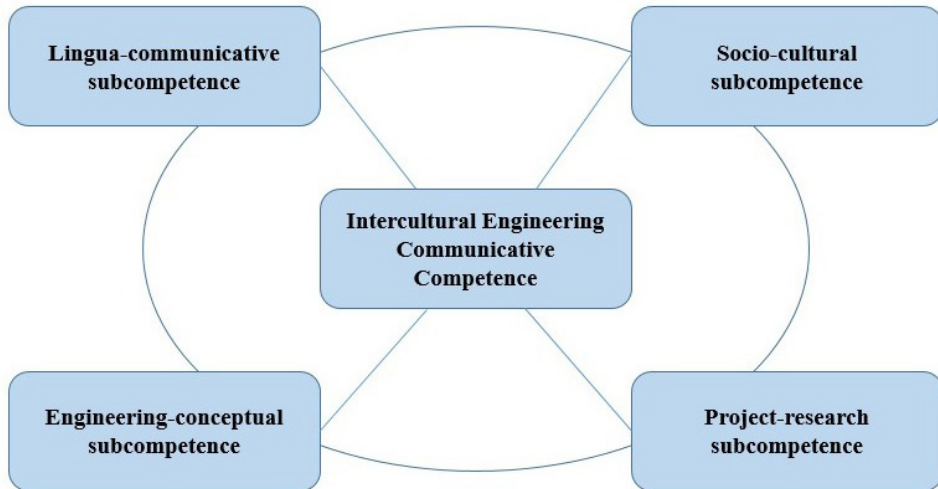 Lingua-communicative
subcompetence
Socio-cultural
subcompetence
Intercultural Engineering
Communicative
Competence
Engineering-conceptual
subcompetence
Project-research
subcompetence